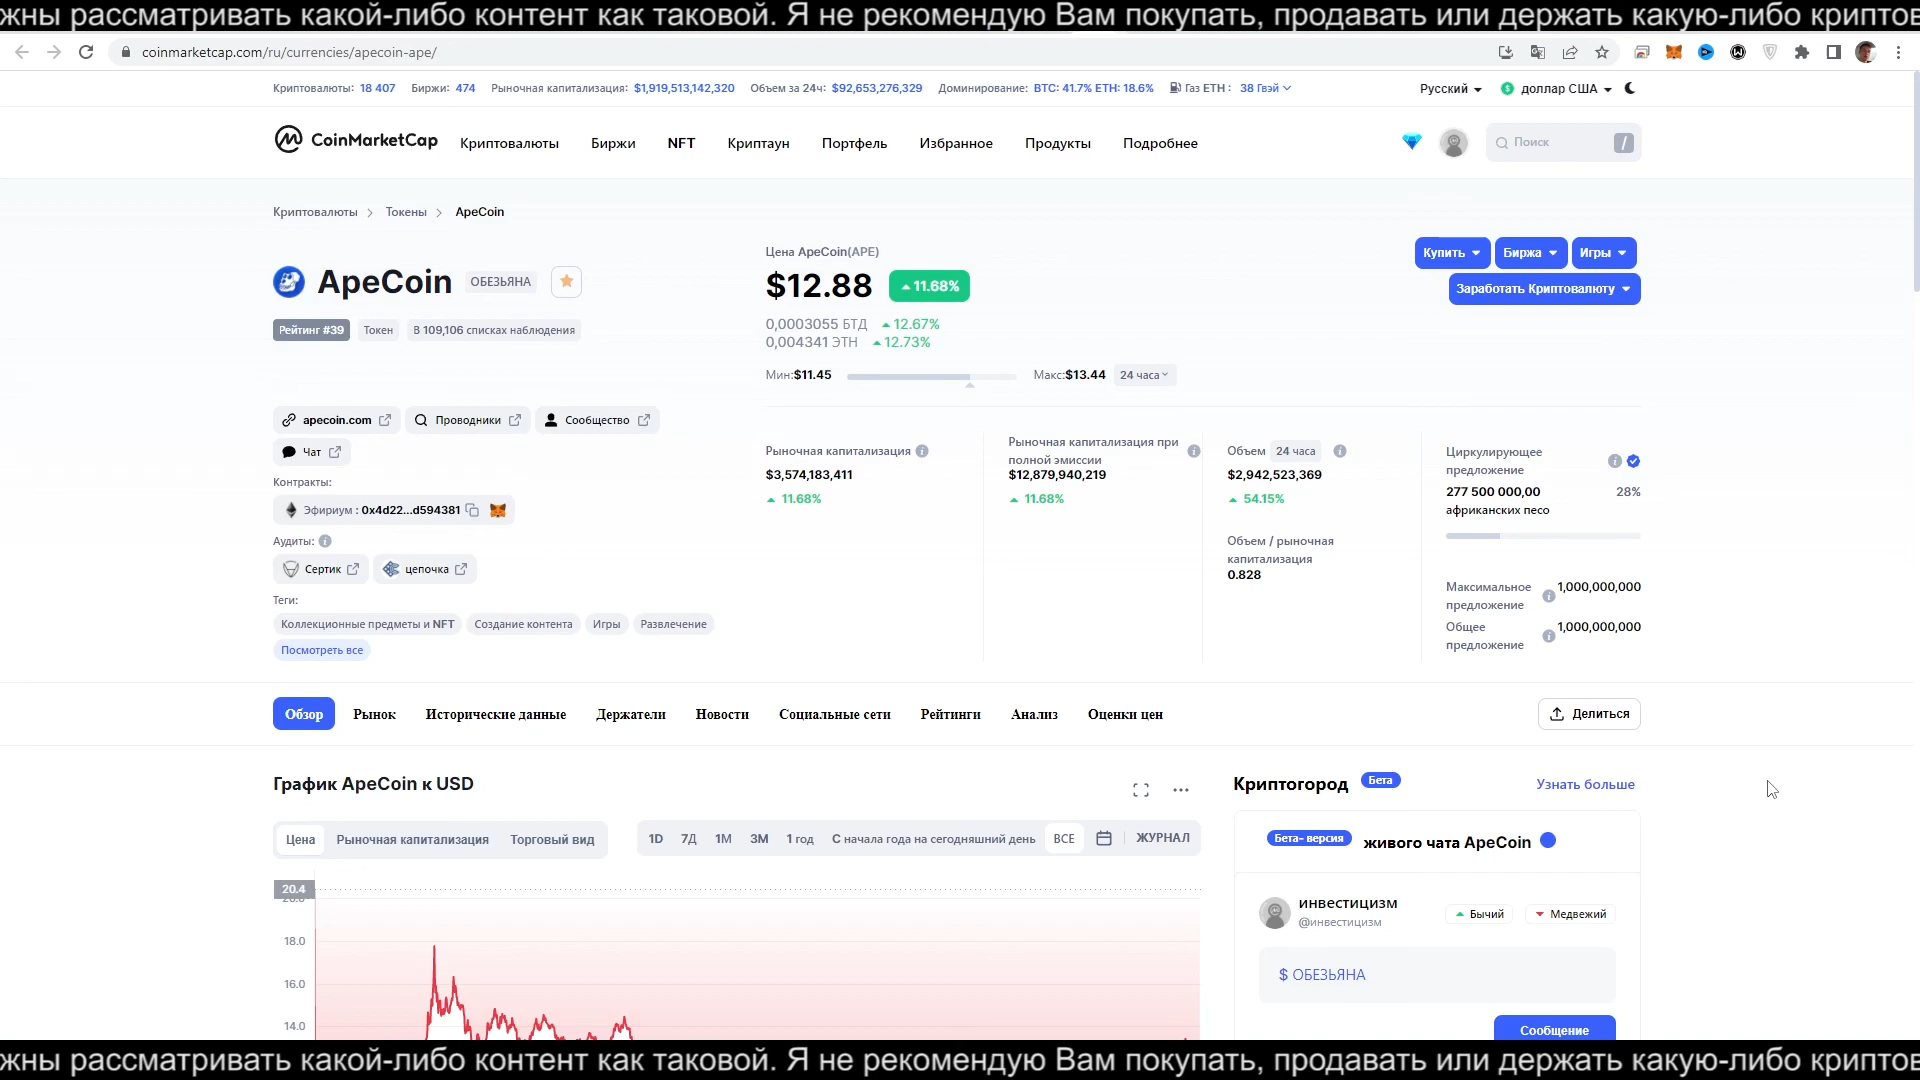 жны рассматривать какой-либо контент как таковой. Я не рекомендую Вам покупать, продавать или держать какую-либо криптов
coinmarketcap.com/ru/currencies/apecoin-ape/
Криптовалюты: 18 407 Биржи: 474 Рыночная капитализация: $1,919,513,142,320 Объем за 24ч: $92,653,276,329 Доминирование: BTC: 41.7% ETH: 18.6% Газ ETH : 38 Гвэй Русский доллар США
CoinMarketCap Криптовалюты Биржи NFT Криптаун Портфель Избранное Продукты Подробнее Поиск /
Криптовалюты Токены ApeCoin
Цена ApeCoin(APE)
Купить Биржа Игры
ApeCoin ОБЕЗЬЯНА
$12.88 11.68%
Заработать Криптовалюту
Рейтинг #39 Токен В 109,106 списках наблюдения
0,0003055 БТД 12.67%
0,004341 ЭТН 12.73%
Мин:$11.45 Макс:$13.44 24 часа
apecoin.com Проводники Сообщество
Чат
Контракты:
Эфириум : 0x4d22...d594381
Аудиты:
Сертик цепочка
Теги:
Коллекционные предметы и NFT Создание контента Игры Развлечение
Посмотреть все
Рыночная капитализация
$3,574,183,411
11.68%
Рыночная капитализация при
полной эмиссии
$12,879,940,219
11.68%
Объем 24 часа
$2,942,523,369
54.15%
Объем / рыночная
капитализация
0.828
Циркулирующее
предложение
277 500 000,00 28%
африканских песо
Максимальное
предложение
1,000,000,000
Общее
предложение
1,000,000,000
Обзор Рынок Исторические данные Держатели Новости Социальные сети Рейтинги Анализ Оценки цен Делиться
График ApeCoin к USD
Цена Рыночная капитализация Торговый вид 1D 7Д 1М 3М 1 год С начала года на сегодняшний день ВСЕ ЖУРНАЛ
20.4
18.0
16.0
14.0
Криптогород Бета Узнать больше
Бета- версия живого чата ApeCoin
инвестицизм
@инвестицизм
Бычий Медвежий
$ ОБЕЗЬЯНА
Сообщение
жны рассматривать какой-либо контент как таковой. Я не рекомендую Вам покупать, продавать или держать какую-либо криптов